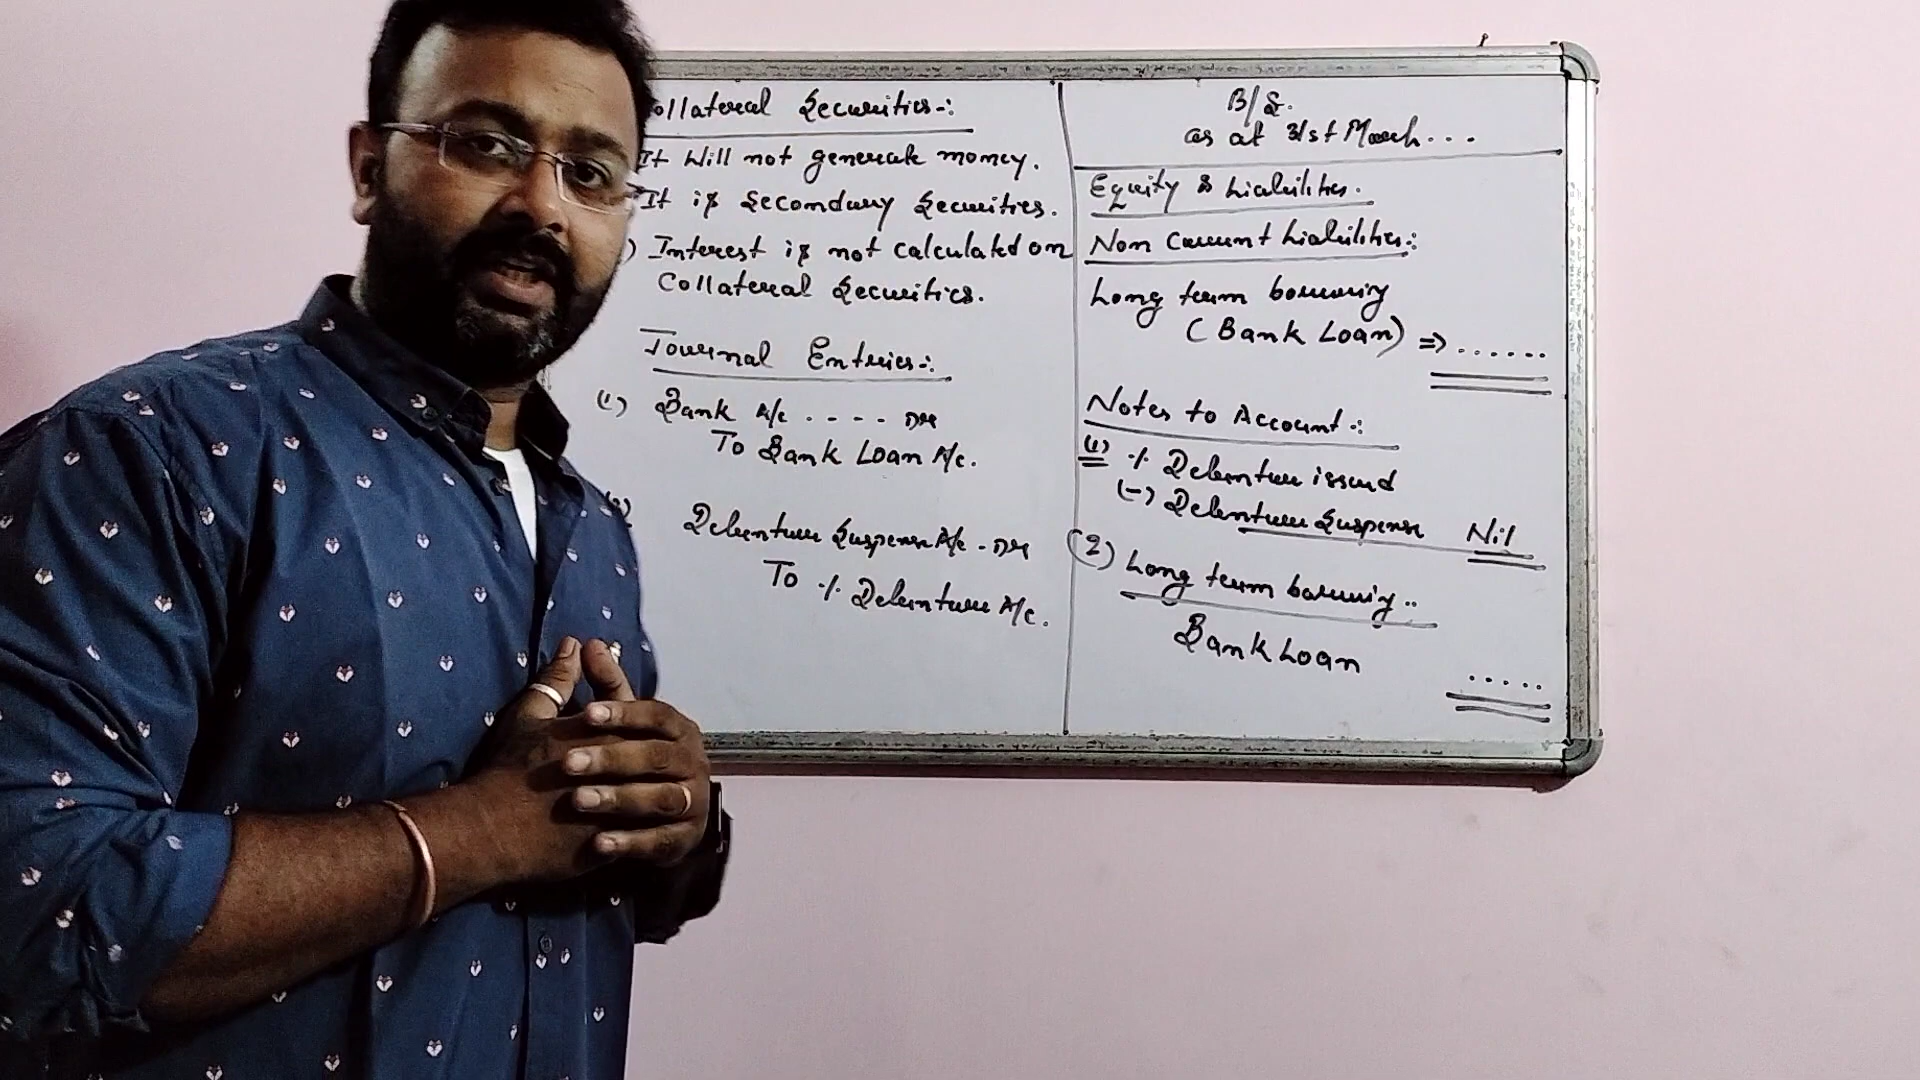 ollateral Securities-:
It Will not generate money.
It is Secondary Securities.
) Interest is not calculated on
Collateral Securities.
Journal Entries-:
(1) Bank A/c .... Dr
To Bank Loan A/c.
Debenture Suspense A/c - Dr
To % Debenture A/c.
B/S.
as at 31st March...
Equity & Liabilities.
Non Current Liabilities:
Long term borrowing
(Bank Loan) => ......
Notes to Account-:
(1) % Debenture issued
(-) Debenture Suspense Nil
(2) Long term borrowing..
Bank Loan
.....